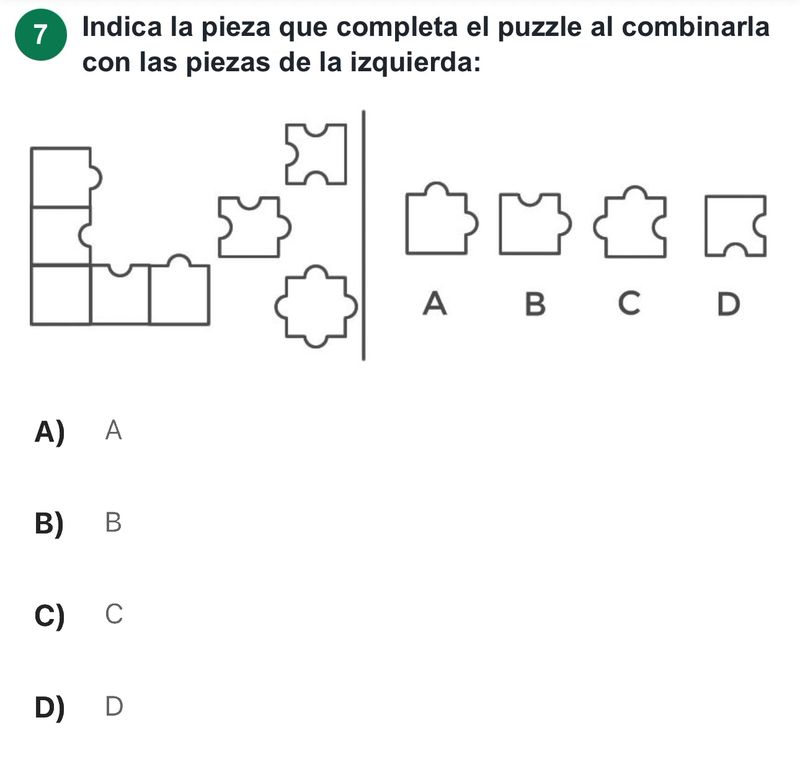 7 Indica la pieza que completa el puzzle al combinarla
con las piezas de la izquierda:
A B C D
A) A
B) B
C) C
D) D